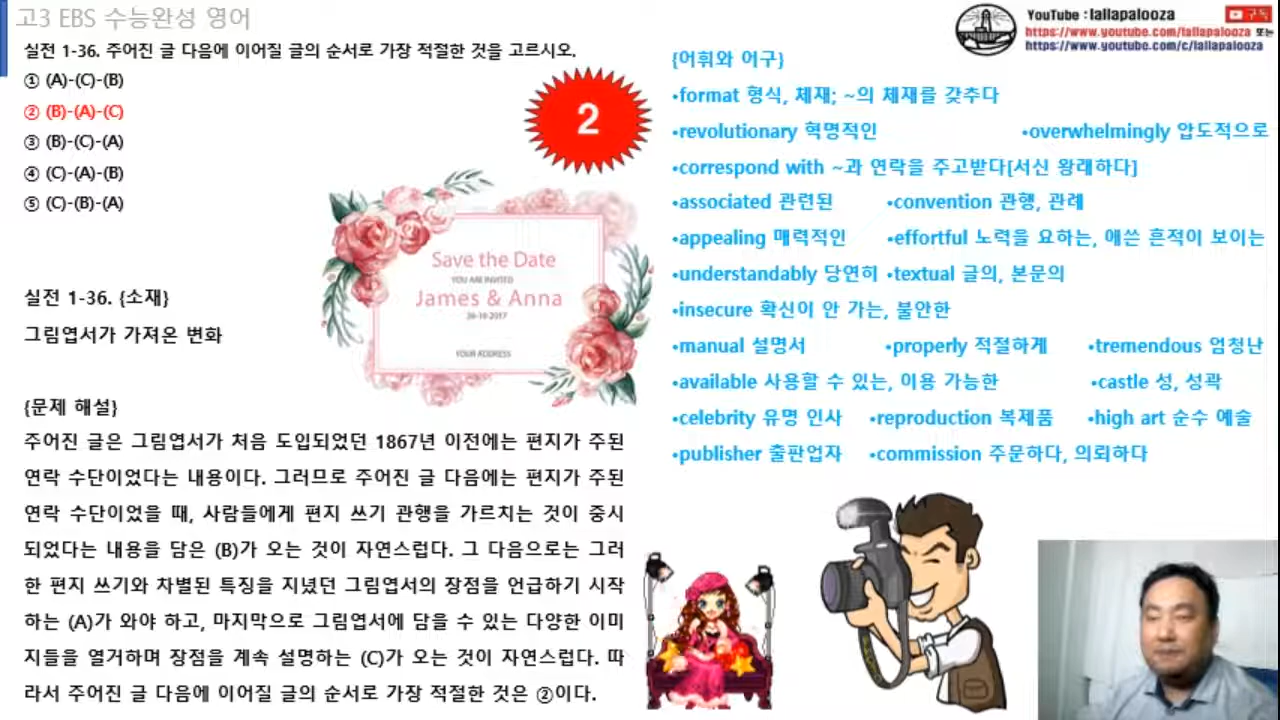 고3 EBS 수능완성 영어
YouTube : lallapalooza
구독
https://www.youtube.com/lallapalooza 또는
https://www.youtube.com/c/lallapalooza
실전 1-36. 주어진 글 다음에 이어질 글의 순서로 가장 적절한 것을 고르시오.
① (A)-(C)-(B)
② (B)-(A)-(C)
③ (B)-(C)-(A)
④ (C)-(A)-(B)
⑤ (C)-(B)-(A)
2
Save the Date
YOU ARE INVITED
James & Anna
26-10-2017
YOUR ADDRESS
실전 1-36. {소재}
그림엽서가 가져온 변화
{문제 해설}
주어진 글은 그림엽서가 처음 도입되었던 1867년 이전에는 편지가 주된
연락 수단이었다는 내용이다. 그러므로 주어진 글 다음에는 편지가 주된
연락 수단이었을 때, 사람들에게 편지 쓰기 관행을 가르치는 것이 중시
되었다는 내용을 담은 (B)가 오는 것이 자연스럽다. 그 다음으로는 그러
한 편지 쓰기와 차별된 특징을 지녔던 그림엽서의 장점을 언급하기 시작
하는 (A)가 와야 하고, 마지막으로 그림엽서에 담을 수 있는 다양한 이미
지들을 열거하며 장점을 계속 설명하는 (C)가 오는 것이 자연스럽다. 따
라서 주어진 글 다음에 이어질 글의 순서로 가장 적절한 것은 ②이다.
{어휘와 어구}
•format 형식, 체재; ~의 체재를 갖추다
•revolutionary 혁명적인 •overwhelmingly 압도적으로
•correspond with ~과 연락을 주고받다[서신 왕래하다]
•associated 관련된 •convention 관행, 관례
•appealing 매력적인 •effortful 노력을 요하는, 애쓴 흔적이 보이는
•understandably 당연히 •textual 글의, 본문의
•insecure 확신이 안 가는, 불안한
•manual 설명서 •properly 적절하게 •tremendous 엄청난
•available 사용할 수 있는, 이용 가능한 •castle 성, 성곽
•celebrity 유명 인사 •reproduction 복제품 •high art 순수 예술
•publisher 출판업자 •commission 주문하다, 의뢰하다